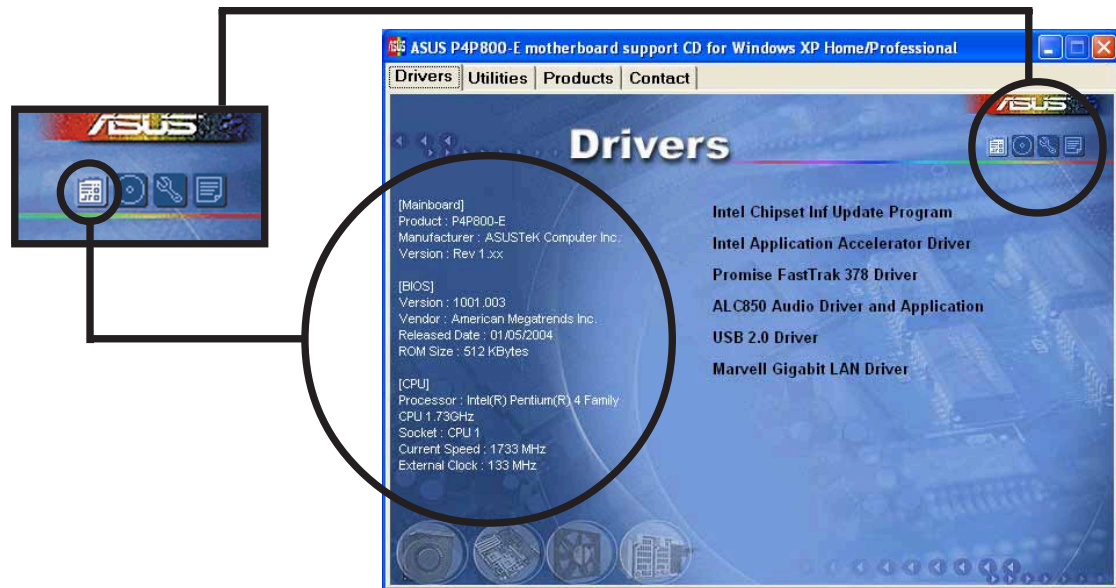 ASUS P4P800-E motherboard support CD for Windows XP Home/Professional
Drivers Utilities Products Contact
ASUS
ASUS
Drivers
[Mainboard]
Product : P4P800-E
Manufacturer : ASUSTeK Computer Inc.
Version : Rev 1.xx
[BIOS]
Version : 1001.003
Vendor : American Megatrends Inc.
Released Date : 01/05/2004
ROM Size : 512 KBytes
[CPU]
Processor : Intel(R) Pentium(R) 4 Family
CPU 1.73GHz
Socket : CPU 1
Current Speed : 1733 MHz
External Clock : 133 MHz
Intel Chipset Inf Update Program
Intel Application Accelerator Driver
Promise FastTrak 378 Driver
ALC850 Audio Driver and Application
USB 2.0 Driver
Marvell Gigabit LAN Driver